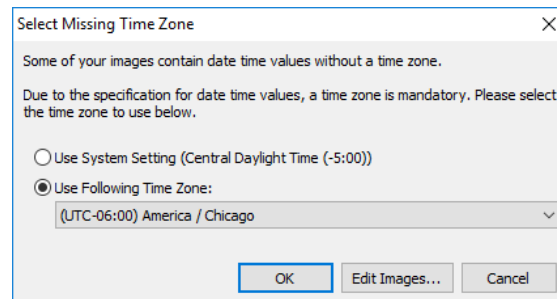 Select Missing Time Zone
Some of your images contain date time values without a time zone.
Due to the specification for date time values, a time zone is mandatory. Please select
the time zone to use below.
Use System Setting (Central Daylight Time (-5:00))
Use Following Time Zone:
(UTC-06:00) America / Chicago
OK Edit Images... Cancel